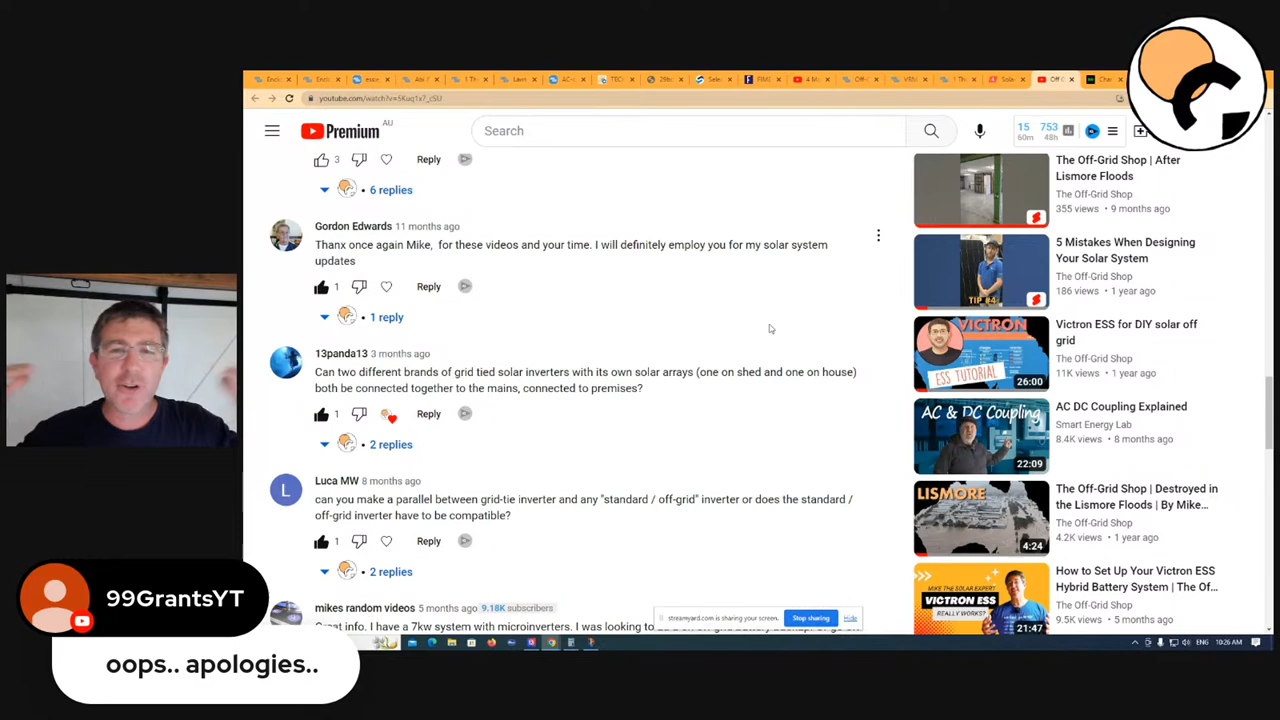 youtube.com/watch?v=5Kuq1x7_cSU
Premium
AU
Search
15
753
60m
48h
3
Reply
6 replies
Gordon Edwards 11 months ago
Thanx once again Mike, for these videos and your time. I will definitely employ you for my solar system
updates
1
Reply
1 reply
13panda13 3 months ago
Can two different brands of grid tied solar inverters with its own solar arrays (one on shed and one on house)
both be connected together to the mains, connected to premises?
1
Reply
2 replies
L
Luca MW 8 months ago
can you make a parallel between grid-tie inverter and any "standard / off-grid" inverter or does the standard /
off-grid inverter have to be compatible?
1
Reply
2 replies
mikes random videos 5 months ago 9.18K subscribers
Great info. I have a 7kw system with microinverters. I was looking to
streamyard.com is sharing your screen.
Stop sharing
Hide
The Off-Grid Shop | After
Lismore Floods
The Off-Grid Shop
355 views • 9 months ago
TIP #4
5 Mistakes When Designing
Your Solar System
The Off-Grid Shop
186 views • 1 year ago
VICTRON
ESS TUTORIAL
26:00
Victron ESS for DIY solar off
grid
The Off-Grid Shop
11K views • 1 year ago
AC & DC Coupling
22:09
AC DC Coupling Explained
Smart Energy Lab
8.4K views • 8 months ago
LISMORE
4:24
The Off-Grid Shop | Destroyed in
the Lismore Floods | By Mike...
The Off-Grid Shop
4.2K views • 1 year ago
MIKE THE SOLAR EXPERT
VICTRON ESS
REALLY WORKS?
21:47
How to Set Up Your Victron ESS
Hybrid Battery System | The Of...
The Off-Grid Shop
9.5K views • 5 months ago
ENG
10:26 AM
99GrantsYT
oops.. apologies..